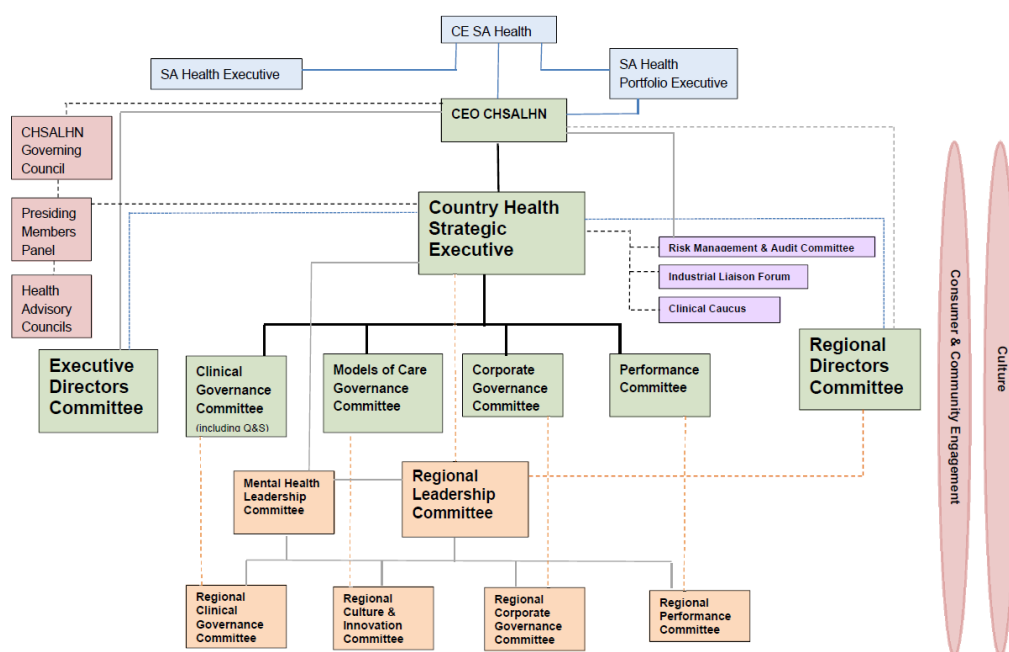 CE SA Health
SA Health Executive
SA Health
Portfolio Executive
CEO CHSALHN
CHSALHN
Governing
Council
Presiding
Members
Panel
Health
Advisory
Councils
Country Health
Strategic
Executive
Risk Management & Audit Committee
Industrial Liaison Forum
Clinical Caucus
Executive
Directors
Committee
Clinical
Governance
Committee
(including Q&S)
Models of Care
Governance
Committee
Corporate
Governance
Committee
Performance
Committee
Regional
Directors
Committee
Mental Health
Leadership
Committee
Regional
Leadership
Committee
Regional
Clinical
Governance
Committee
Regional
Culture &
Innovation
Committee
Regional
Corporate
Governance
Committee
Regional
Performance
Committee
Consumer & Community Engagement
Culture